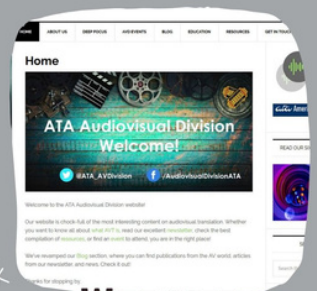 HOME ABOUT US DEEP FOCUS AVD EVENTS BLOG EDUCATION RESOURCES GET IN TOUCH
Home
ATA Audiovisual Division
Welcome!
@ATA_AVDivision /AudiovisualDivisionATA
Welcome to the ATA Audiovisual Division website!
Our website is chock-full of the most interesting content on audiovisual translation. Whether
you want to know all about what AVT is, read our excellent newsletter, check the best
compilation of resources, or find an event to attend, you are in the right place!
We've revamped our Blog section, where you can find publications from the AV world, articles
from our newsletter, and news. Check it out!
Thanks for stopping by
READ OUR